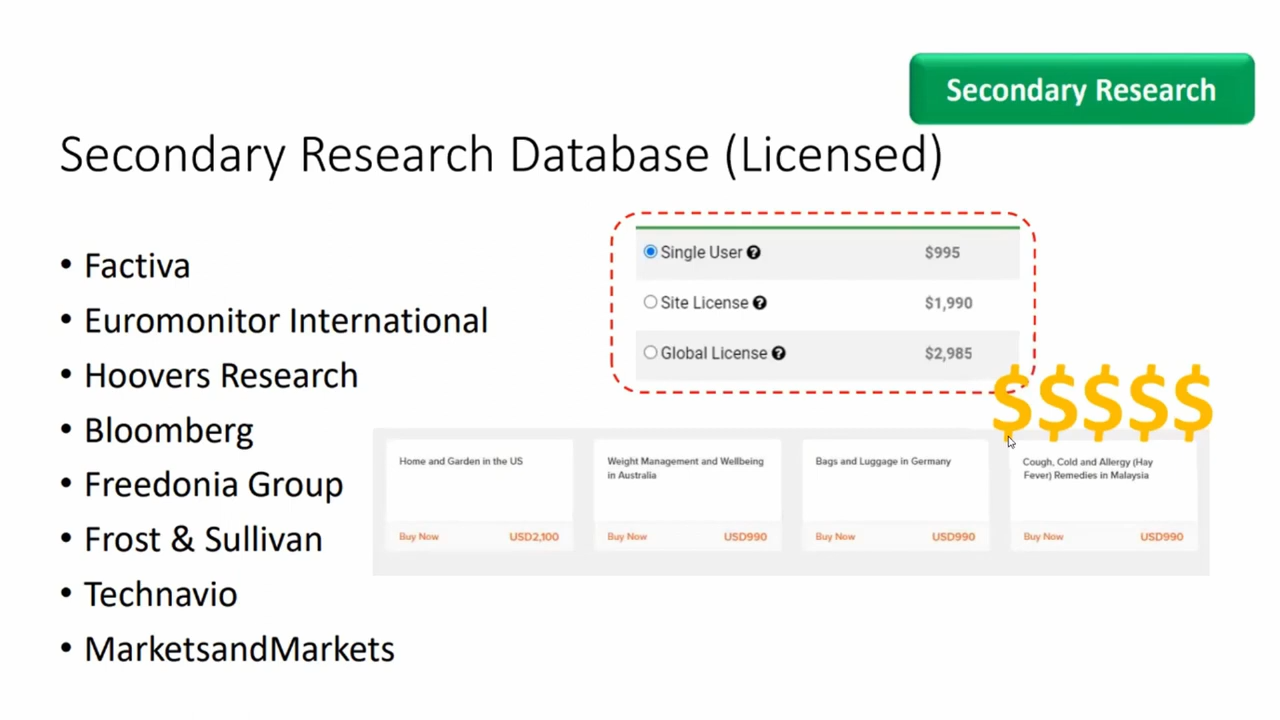 Secondary Research
Secondary Research Database (Licensed)
• Factiva
• Euromonitor International
• Hoovers Research
• Bloomberg
• Freedonia Group
• Frost & Sullivan
• Technavio
• MarketsandMarkets
Single User ? $995
Site License ? $1,990
Global License ? $2,985
$$$$$
Home and Garden in the US
Buy Now USD2,100
Weight Management and Wellbeing
in Australia
Buy Now USD990
Bags and Luggage in Germany
Buy Now USD990
Cough, Cold and Allergy (Hay
Fever) Remedies in Malaysia
Buy Now USD990